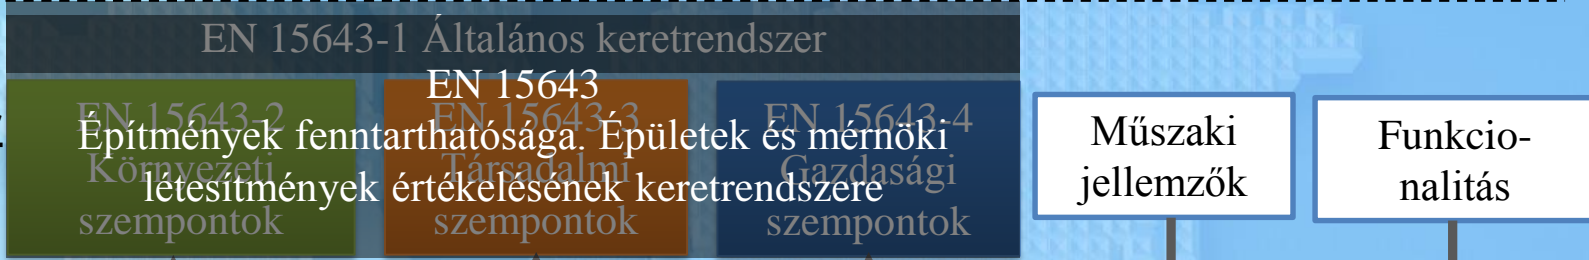 EN 15643-1 Általános keretrendszer
EN 15643
Építmények fenntarthatósága. Épületek és mérnöki
létesítmények értékelésének keretrendszere
EN 15643-2
Környezeti
szempontok
EN 15643-3
Társadalmi
szempontok
EN 15643-4
Gazdasági
szempontok
Műszaki
jellemzők
Funkcio-
nalitás